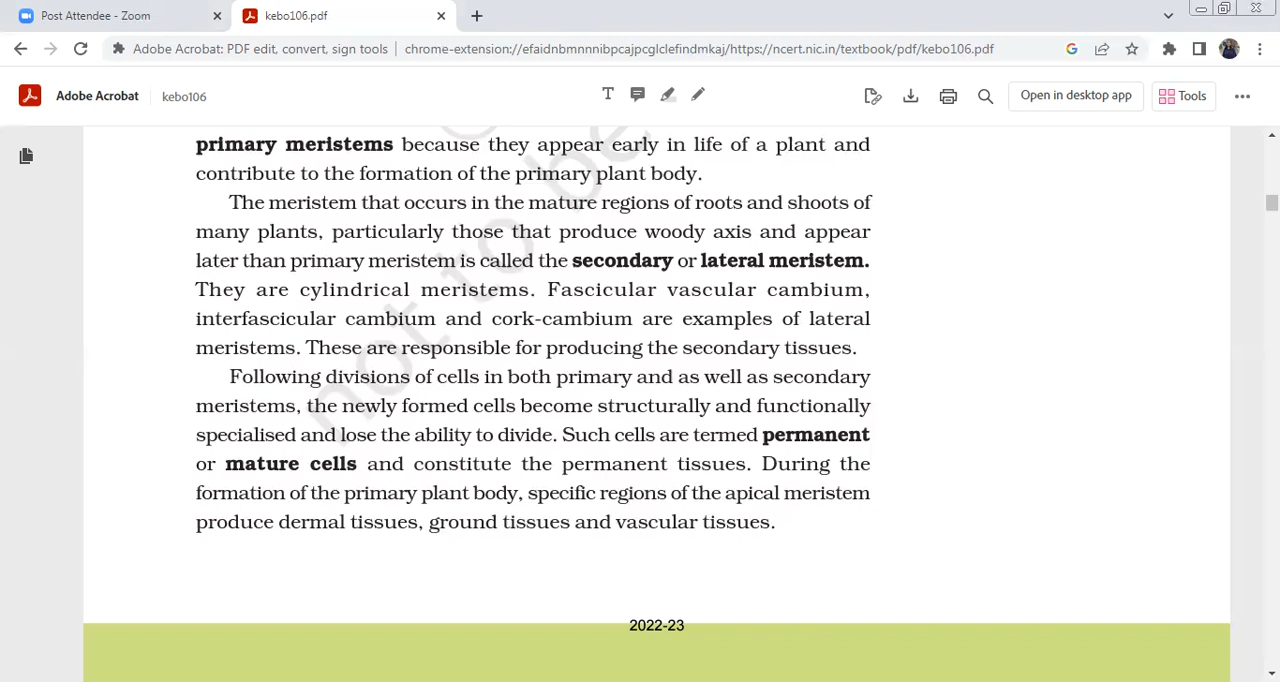 Post Attendee - Zoom
kebo106.pdf
Adobe Acrobat: PDF edit, convert, sign tools
chrome-extension://efaidnbmnnnibpcajpcglclefindmkaj/https://ncert.nic.in/textbook/pdf/kebo106.pdf
Adobe Acrobat
kebo106
Open in desktop app
Tools
primary meristems because they appear early in life of a plant and
contribute to the formation of the primary plant body.
The meristem that occurs in the mature regions of roots and shoots of
many plants, particularly those that produce woody axis and appear
later than primary meristem is called the secondary or lateral meristem.
They are cylindrical meristems. Fascicular vascular cambium,
interfascicular cambium and cork-cambium are examples of lateral
meristems. These are responsible for producing the secondary tissues.
Following divisions of cells in both primary and as well as secondary
meristems, the newly formed cells become structurally and functionally
specialised and lose the ability to divide. Such cells are termed permanent
or mature cells and constitute the permanent tissues. During the
formation of the primary plant body, specific regions of the apical meristem
produce dermal tissues, ground tissues and vascular tissues.
not to be
2022-23